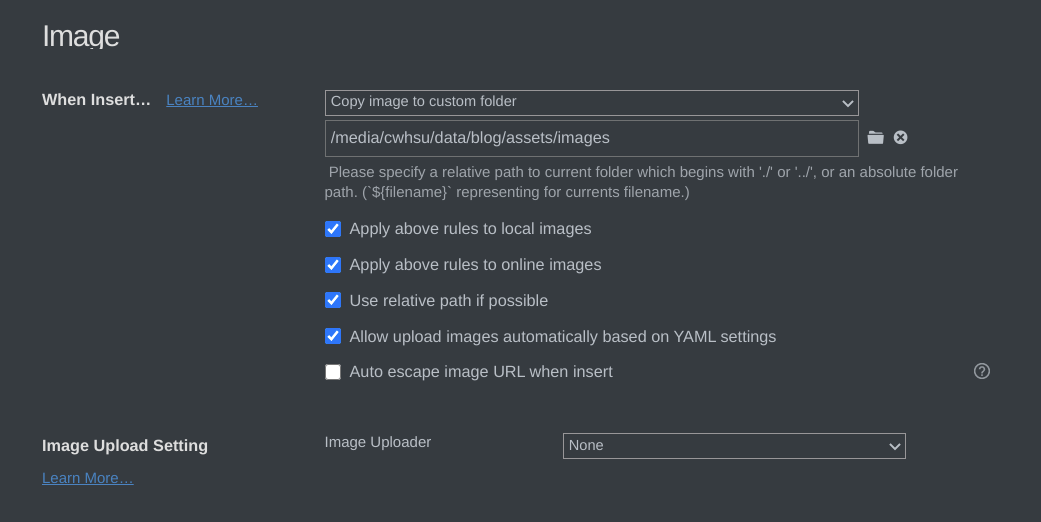 Image
When Insert... Learn More...
Copy image to custom folder
/media/cwhsu/data/blog/assets/images
Please specify a relative path to current folder which begins with './' or '../', or an absolute folder
path. (`${filename}` representing for currents filename.)
Apply above rules to local images
Apply above rules to online images
Use relative path if possible
Allow upload images automatically based on YAML settings
Auto escape image URL when insert
Image Upload Setting
Image Uploader
None
Learn More...